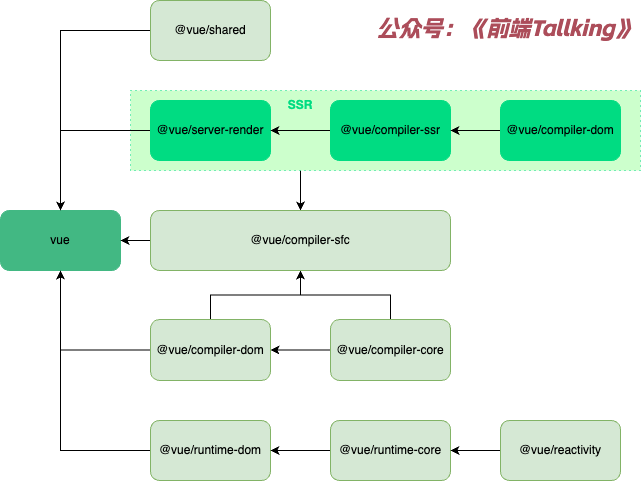 @vue/shared
公众号：《前端Tallking》
SSR
@vue/server-render
@vue/compiler-ssr
@vue/compiler-dom
vue
@vue/compiler-sfc
@vue/compiler-dom
@vue/compiler-core
@vue/runtime-dom
@vue/runtime-core
@vue/reactivity